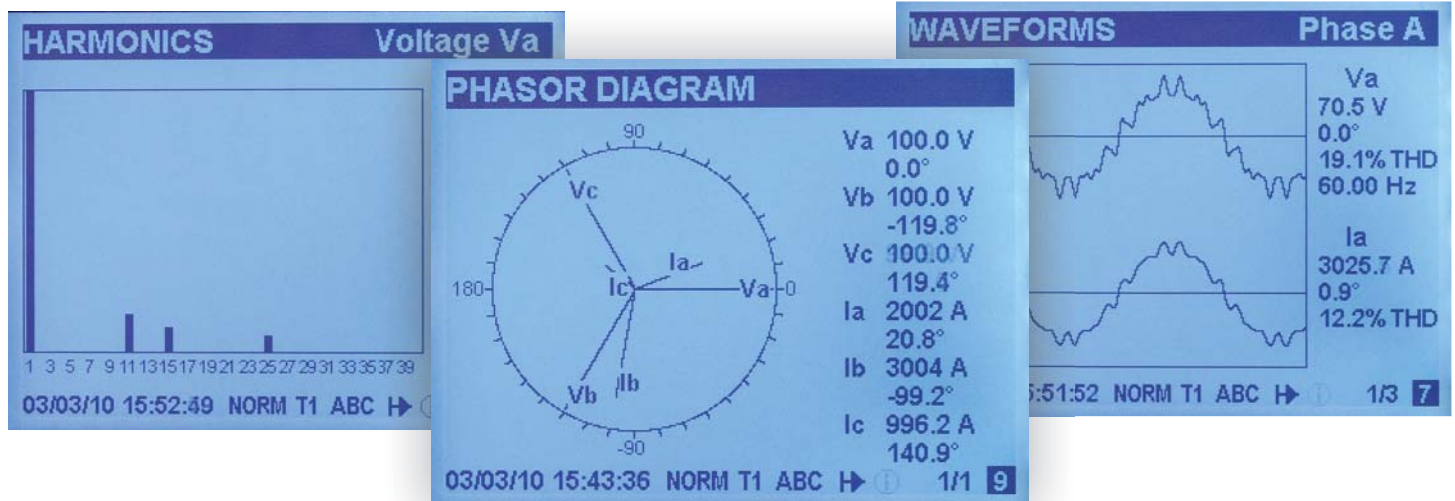 HARMONICS Voltage Va
1 3 5 7 9 11 13 15 17 19 21 23 25 27 29 31 33 35 37 39
03/03/10 15:52:49 NORM T1 ABC
PHASOR DIAGRAM
90
180
0
-90
Vc
Ia
Ic
Va
Vb
Ib
Va 100.0 V
0.0°
Vb 100.0 V
-119.8°
Vc 100.0 V
119.4°
Ia 2002 A
20.8°
Ib 3004 A
-99.2°
Ic 996.2 A
140.9°
03/03/10 15:43:36 NORM T1 ABC 1/1 9
WAVEFORMS Phase A
Va
70.5 V
0.0°
19.1% THD
60.00 Hz
Ia
3025.7 A
0.9°
12.2% THD
:51:52 NORM T1 ABC 1/3 7